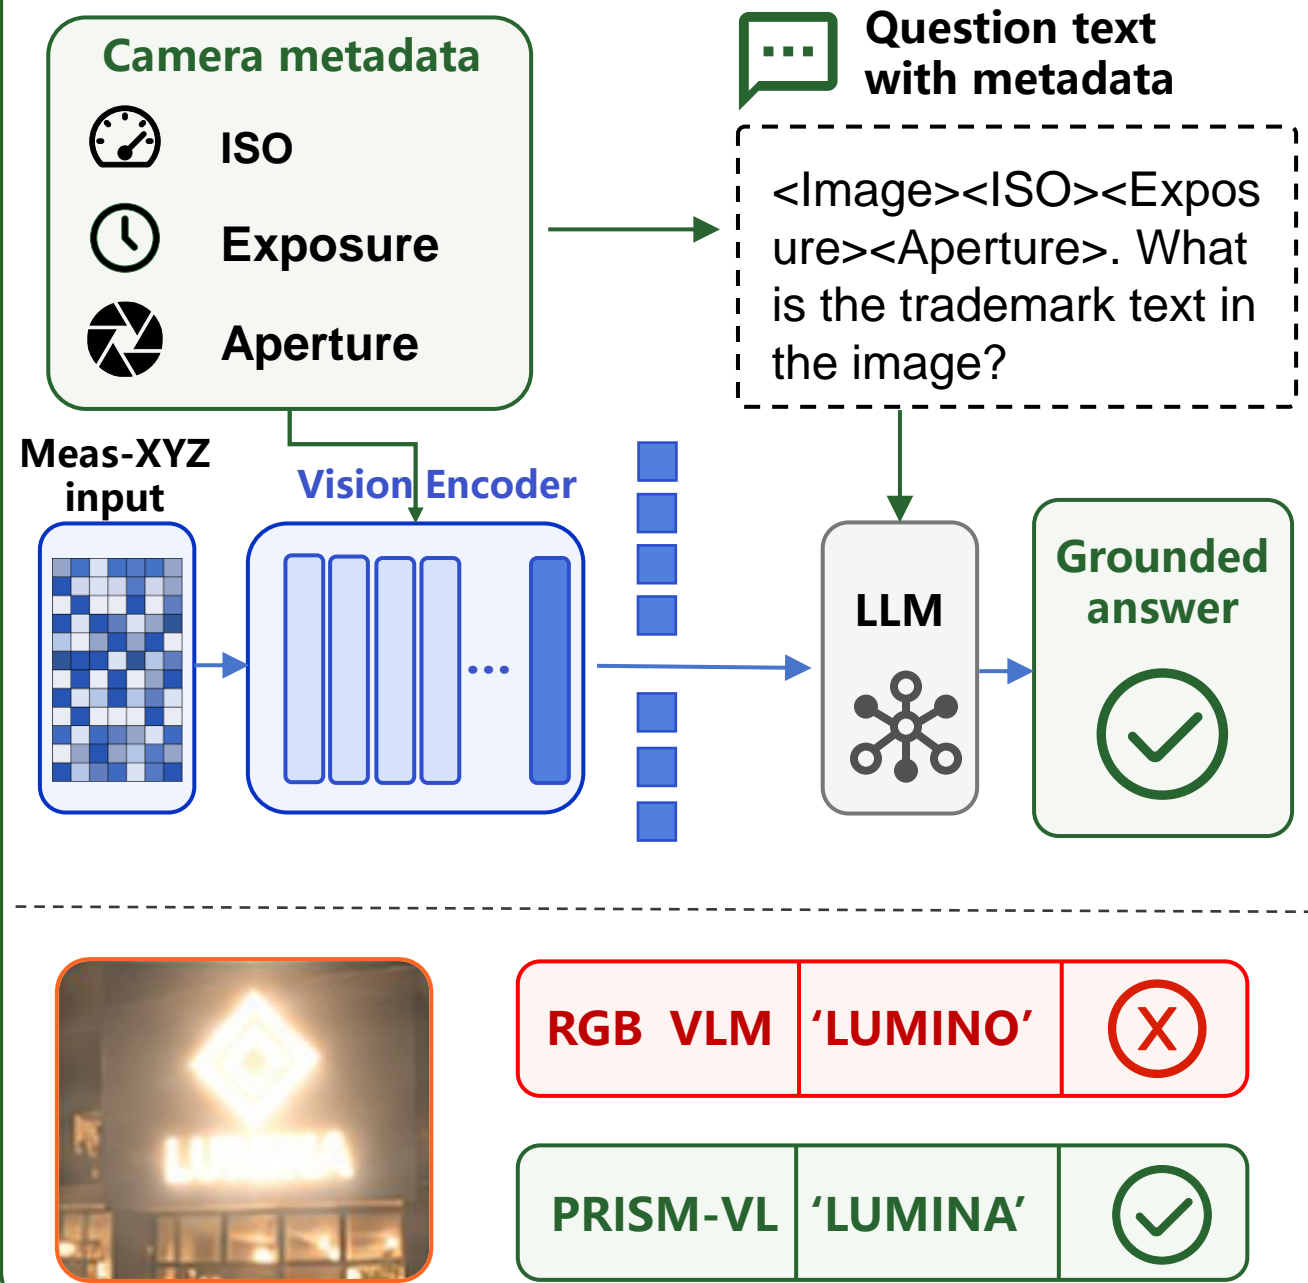 Camera metadata
ISO
Exposure
Aperture
Question text
with metadata
<Image><ISO><Expos
ure><Aperture>. What
is the trademark text in
the image?
Meas-XYZ
input
Vision Encoder
...
LLM
Grounded
answer
LUMINA
RGB VLM ‘LUMINO’ X
PRISM-VL ‘LUMINA’